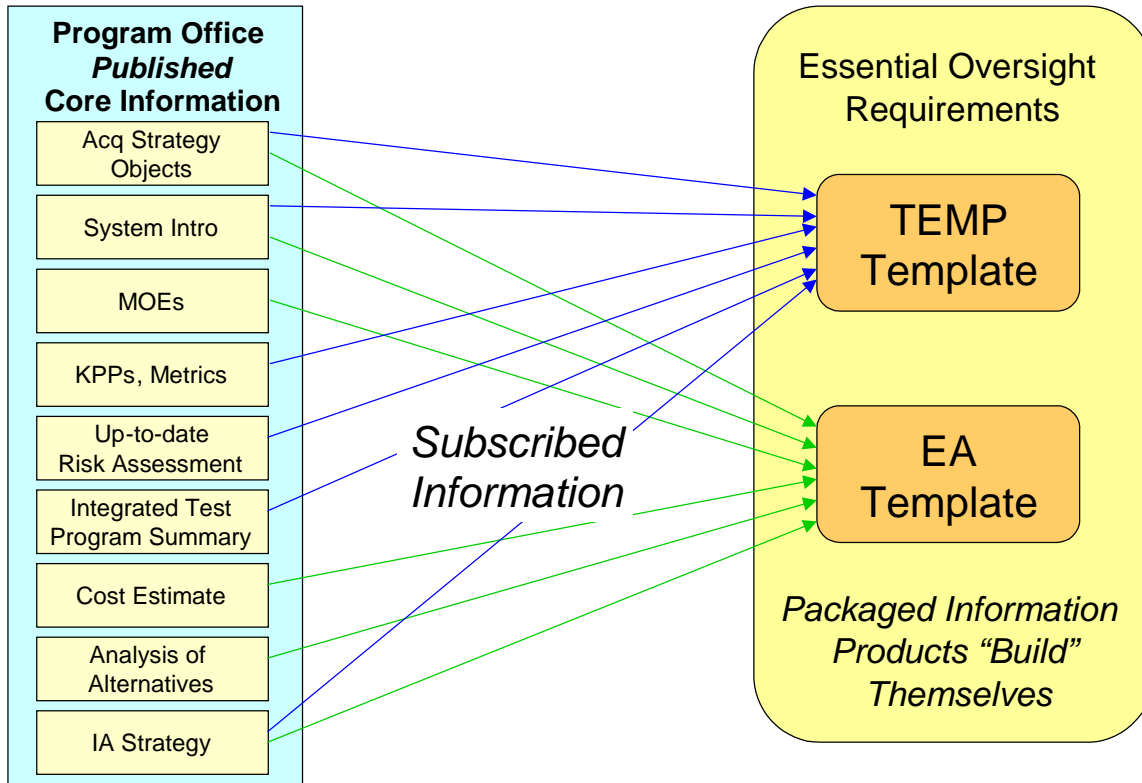 Program Office
Published
Core Information
Acq Strategy
Objects
System Intro
MOEs
KPPs, Metrics
Up-to-date
Risk Assessment
Integrated Test
Program Summary
Cost Estimate
Analysis of
Alternatives
IA Strategy
Subscribed
Information
Essential Oversight
Requirements
TEMP
Template
EA
Template
Packaged Information
Products “Build”
Themselves